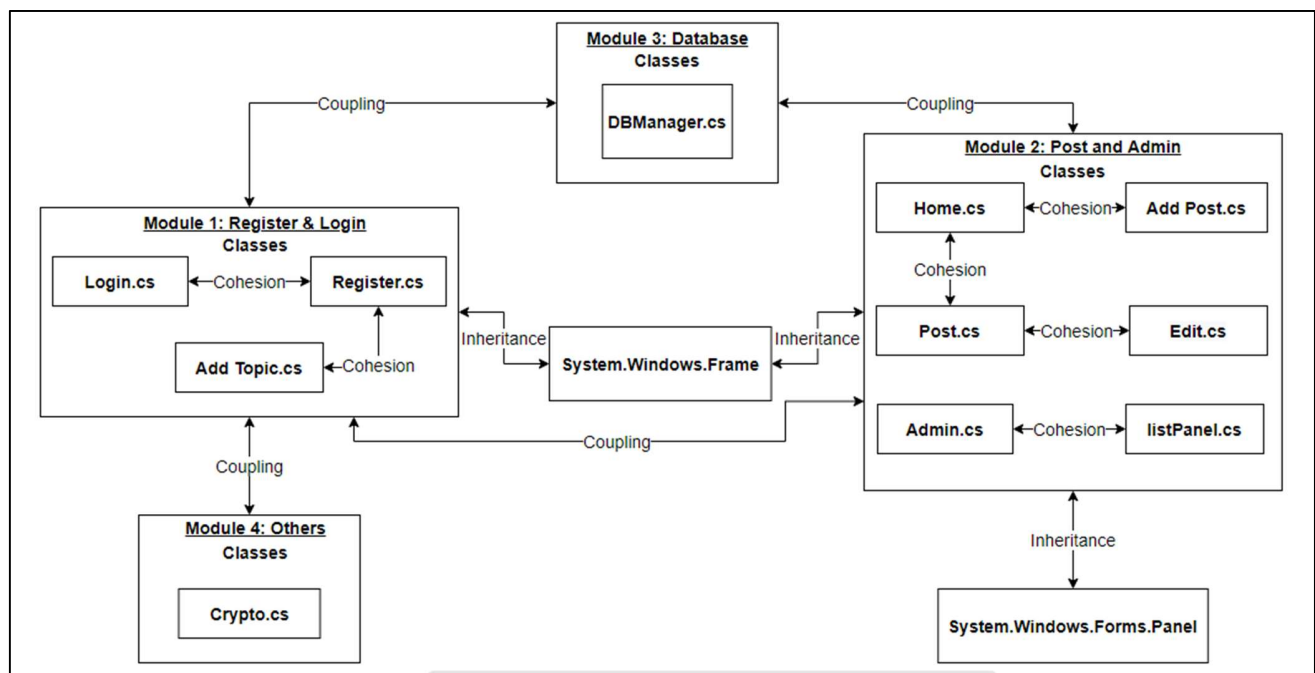 Module 3: Database
Classes
DBManager.cs
Coupling
Coupling
Module 1: Register & Login
Classes
Login.cs
Cohesion
Register.cs
Add Topic.cs
Cohesion
Module 2: Post and Admin
Classes
Home.cs
Cohesion
Add Post.cs
Cohesion
Post.cs
Cohesion
Edit.cs
Admin.cs
Cohesion
listPanel.cs
Inheritance
System.Windows.Frame
Inheritance
Coupling
Coupling
Module 4: Others
Classes
Crypto.cs
Inheritance
System.Windows.Forms.Panel